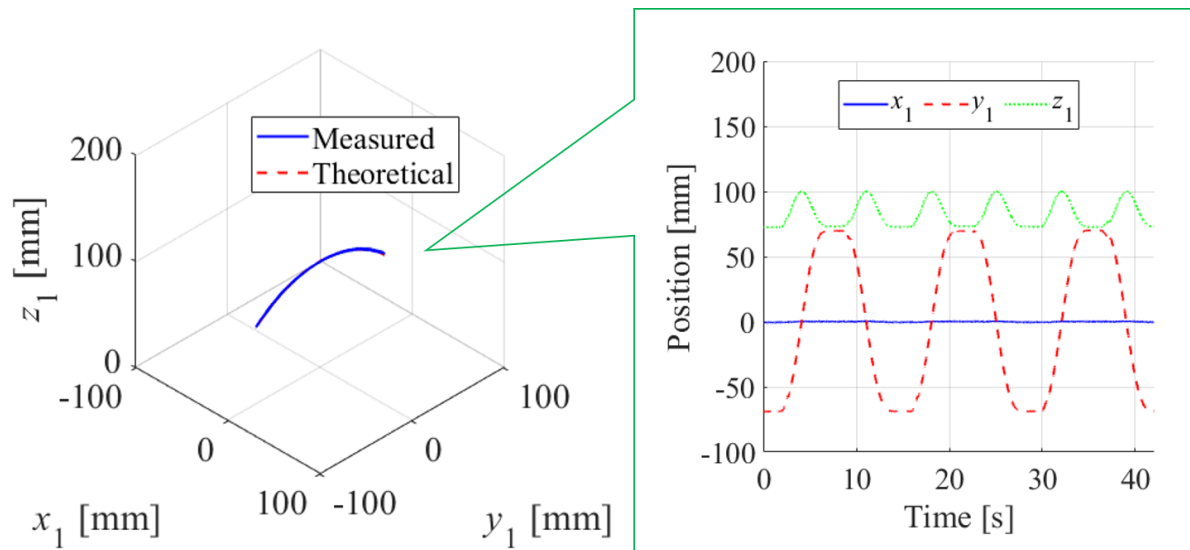 Measured
Theoretical
200
100
0
z1 [mm]
-100
0
100
x1 [mm]
-100
0
100
y1 [mm]
x1 y1 z1
200
150
100
50
0
-50
-100
Position [mm]
0 10 20 30 40
Time [s]